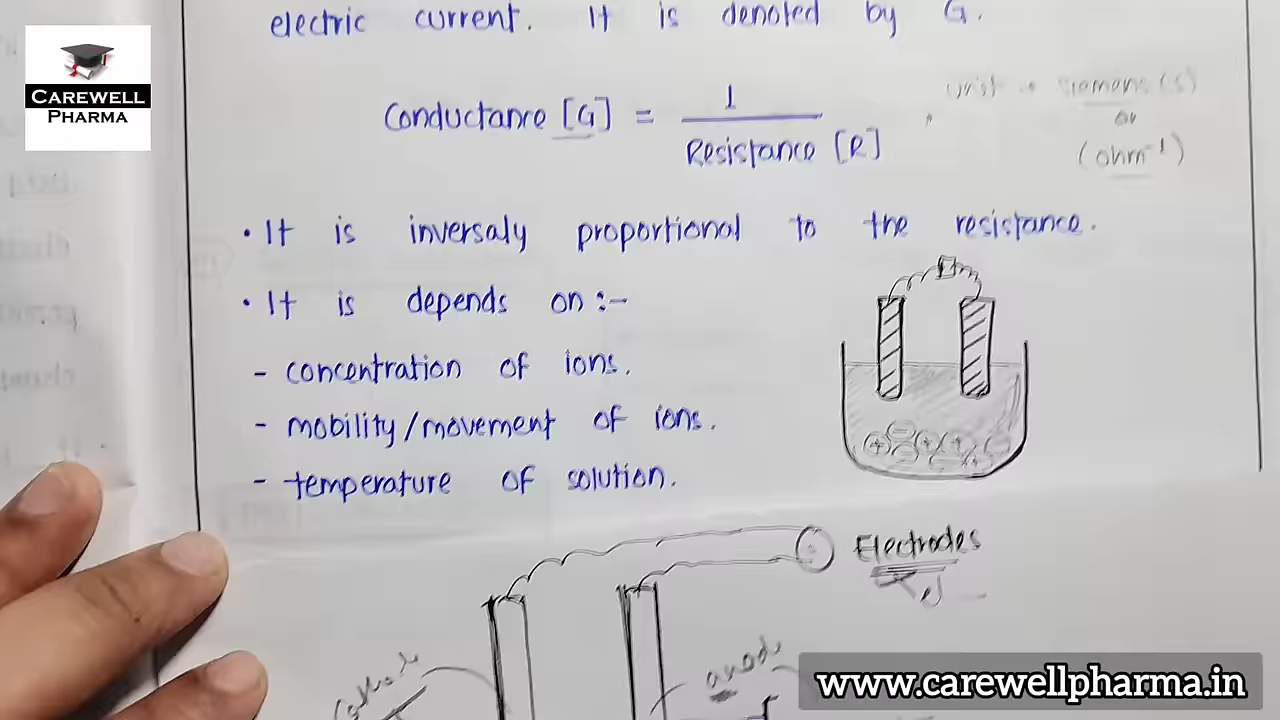 electric current. It is denoted by G.
CAREWELL
PHARMA
Conductance [G] = 1 / Resistance [R]
unit → Siemens (s)
or
(ohm⁻¹)
• It is inversaly proportional to the resistance.
• It is depends on :-
- concentration of ions.
- mobility/movement of ions.
- temperature of solution.
Electrodes
anode
www.carewellpharma.in